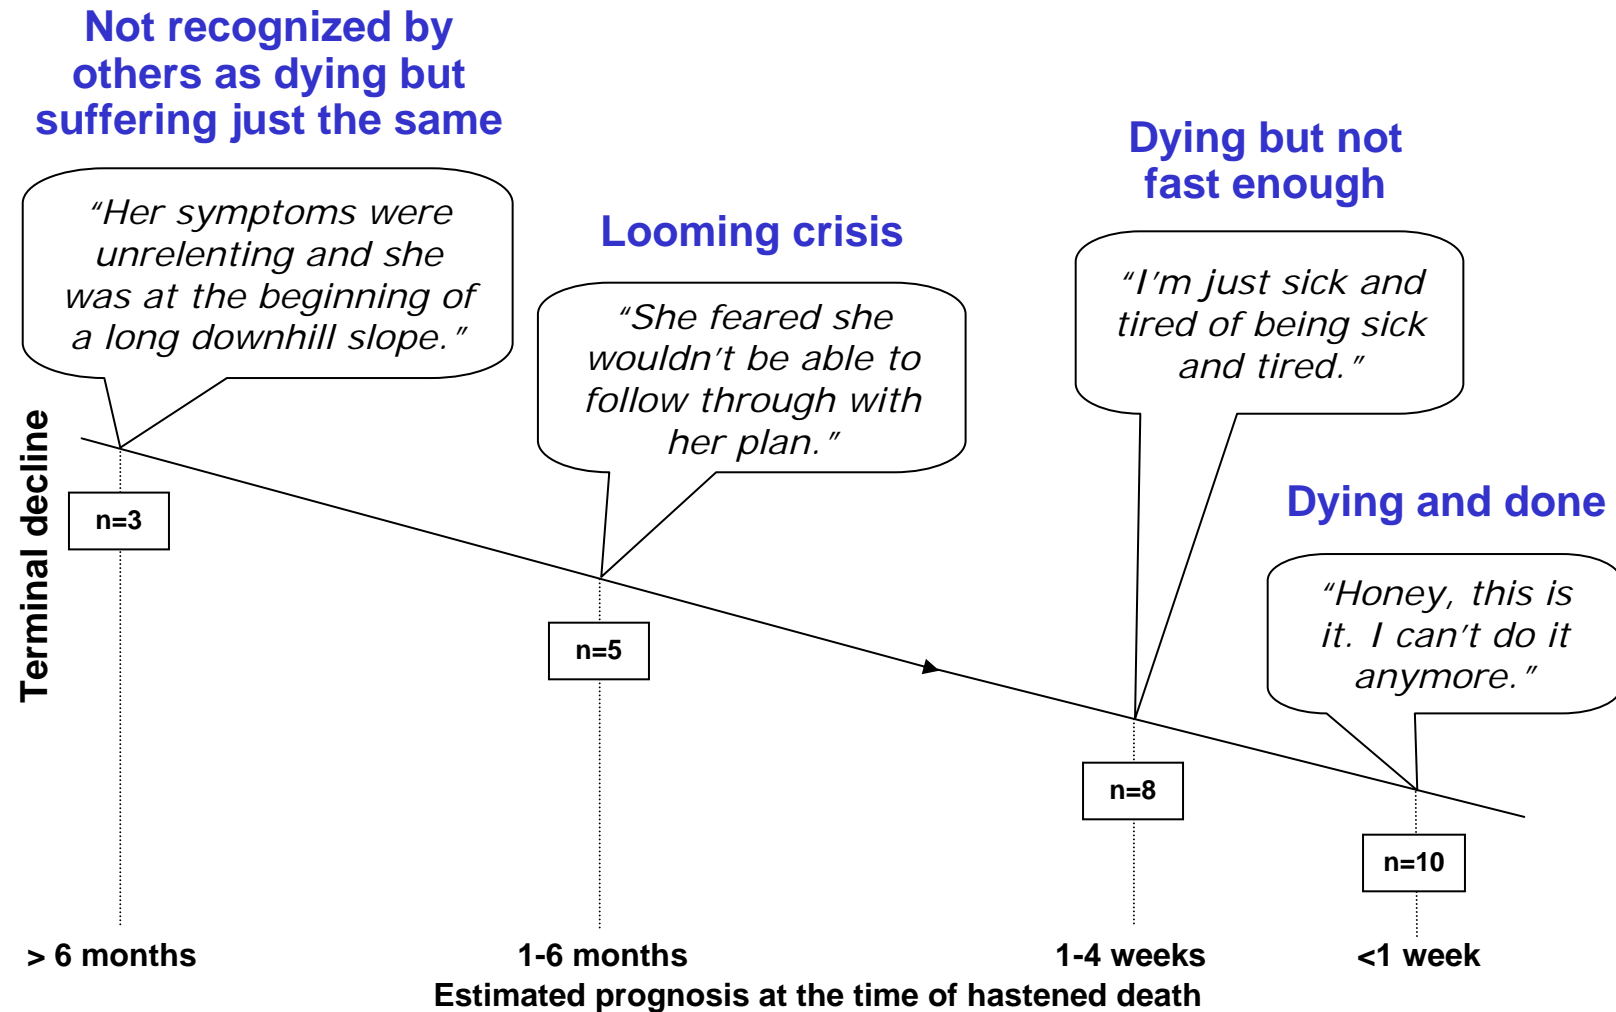 Not recognized by
others as dying but
suffering just the same
“Her symptoms were
unrelenting and she
was at the beginning of
a long downhill slope.”
Looming crisis
“She feared she
wouldn't be able to
follow through with
her plan.”
Dying but not
fast enough
“I'm just sick and
tired of being sick
and tired.”
Dying and done
“Honey, this is
it. I can't do it
anymore.”
Terminal decline
n=3
n=5
n=8
n=10
> 6 months
1-6 months
1-4 weeks
<1 week
Estimated prognosis at the time of hastened death